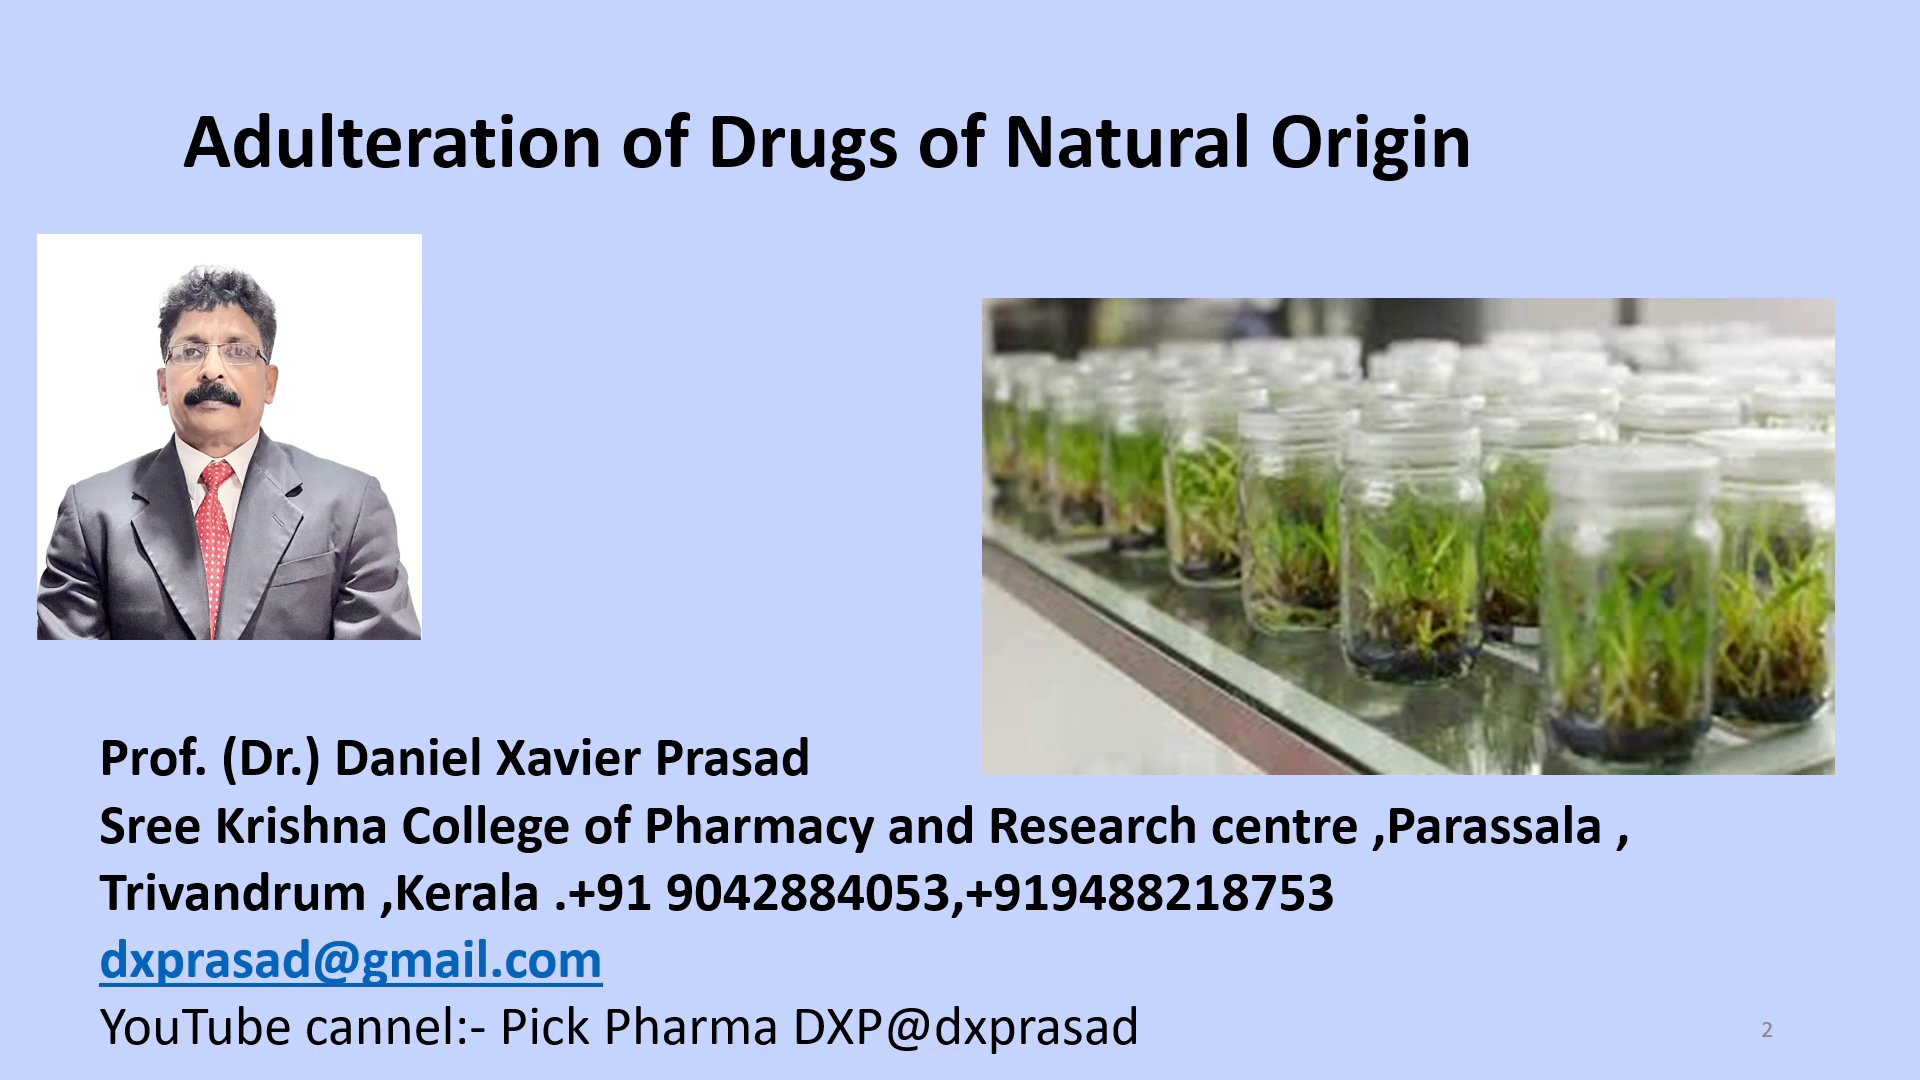 Adulteration of Drugs of Natural Origin
Prof. (Dr.) Daniel Xavier Prasad
Sree Krishna College of Pharmacy and Research centre ,Parassala ,
Trivandrum ,Kerala .+91 9042884053,+919488218753
dxprasad@gmail.com
YouTube cannel:- Pick Pharma DXP@dxprasad
2